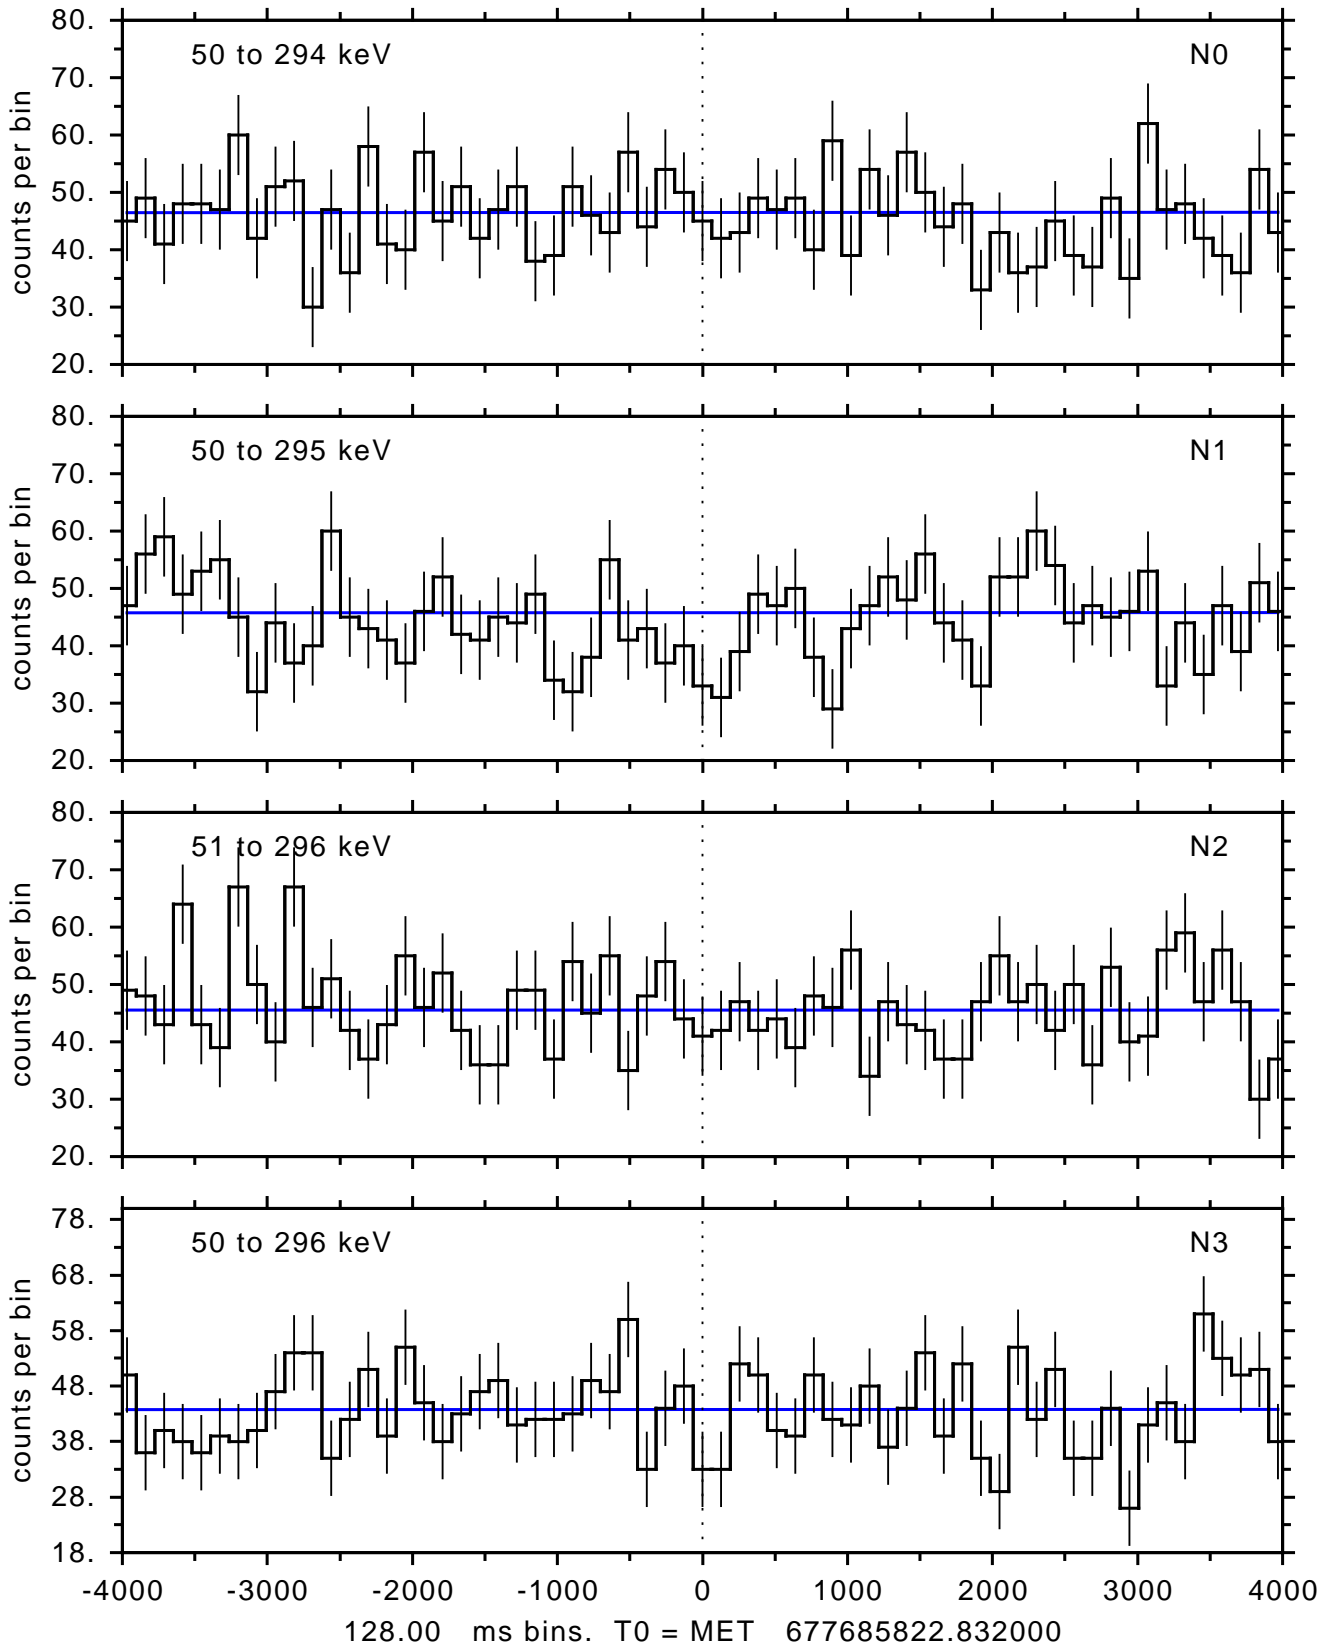 80.
50 to 294 keV N0
70.
60.
50.
40.
30.
20.
counts per bin
80.
50 to 295 keV N1
70.
60.
50.
40.
30.
20.
counts per bin
80.
51 to 296 keV N2
70.
60.
50.
40.
30.
20.
counts per bin
78.
50 to 296 keV N3
68.
58.
48.
38.
28.
18.
counts per bin
-4000 -3000 -2000 -1000 0 1000 2000 3000 4000
128.00 ms bins. T0 = MET 677685822.832000